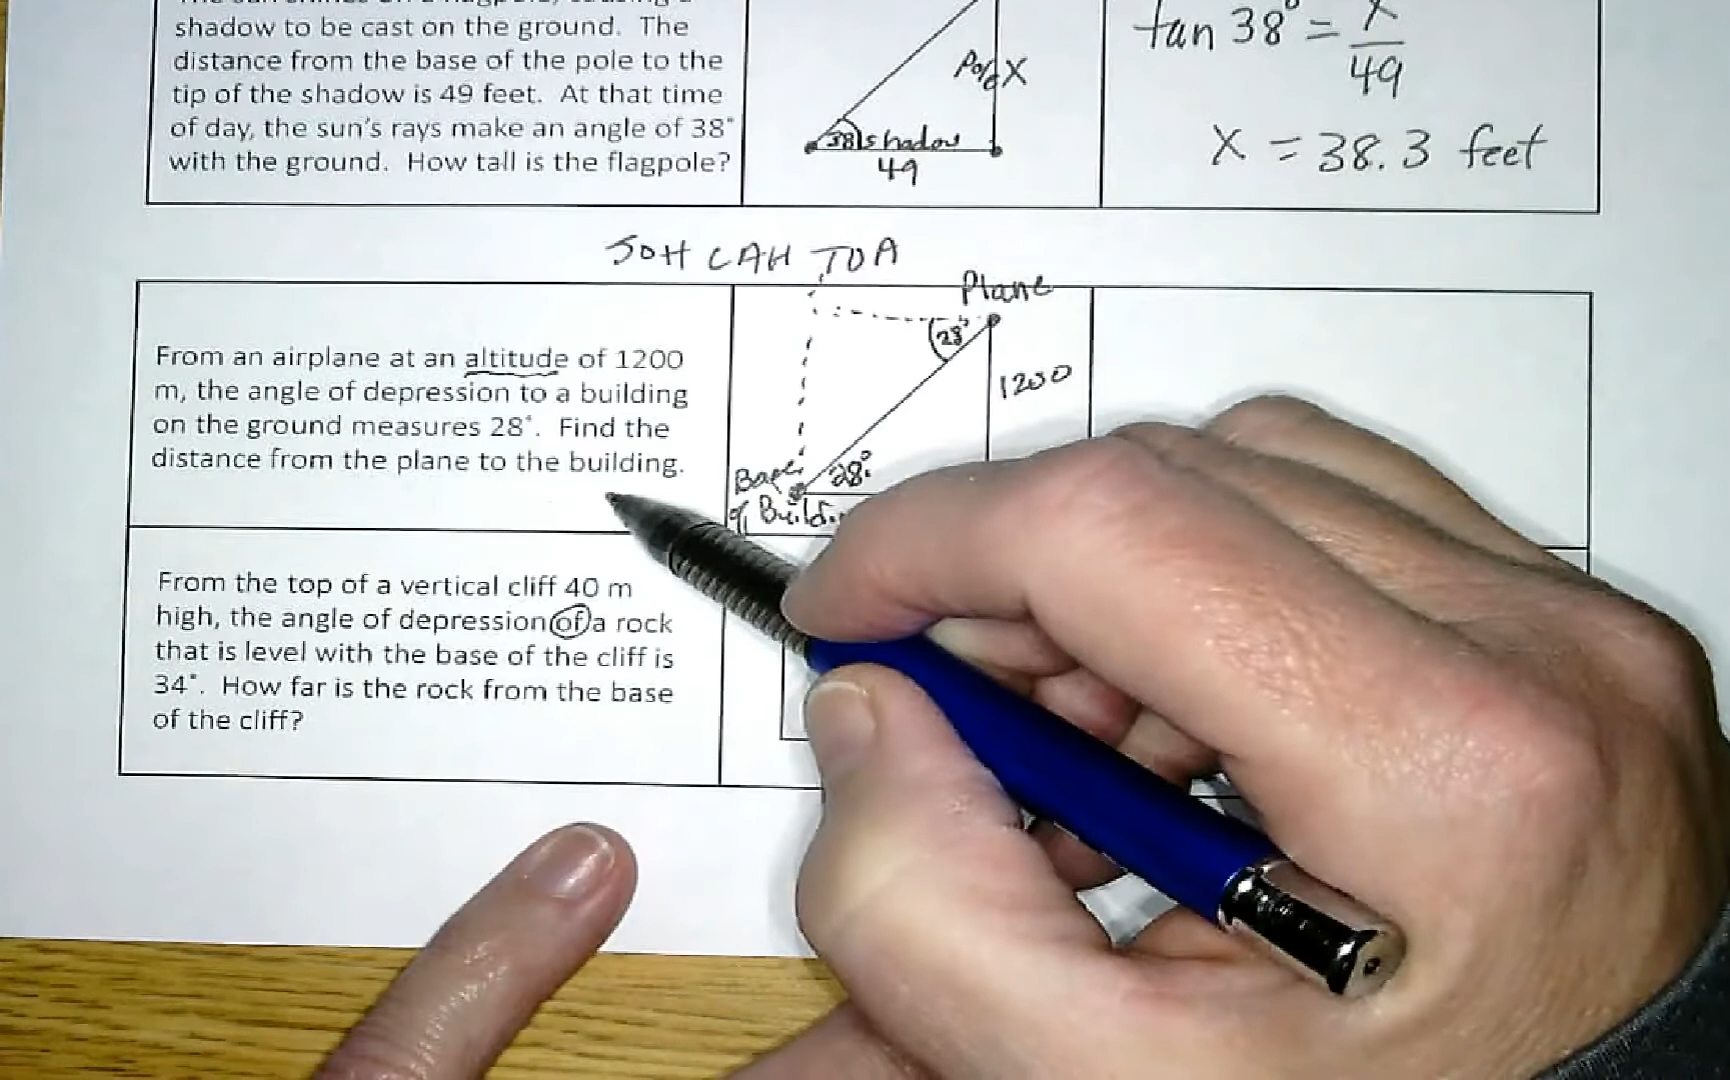 shadow to be cast on the ground. The
distance from the base of the pole to the
tip of the shadow is 49 feet. At that time
of day, the sun's rays make an angle of 38°
with the ground. How tall is the flagpole?
Pole X
38 shadow
49
tan 38° = x/49
x = 38.3 feet
SOH CAH TOA
From an airplane at an altitude of 1200
m, the angle of depression to a building
on the ground measures 28°. Find the
distance from the plane to the building.
Plane
28°
1200
28°
Base
of
From the top of a vertical cliff 40 m
high, the angle of depression of a rock
that is level with the base of the cliff is
34°. How far is the rock from the base
of the cliff?